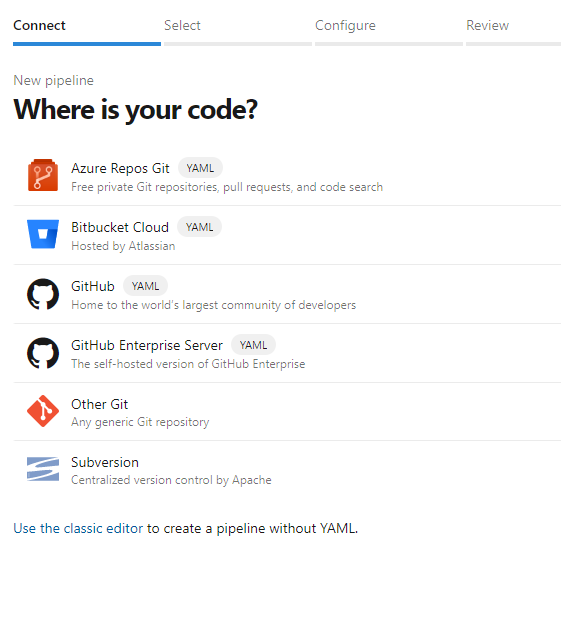 Connect Select Configure Review
New pipeline
Where is your code?
Azure Repos Git YAML
Free private Git repositories, pull requests, and code search
Bitbucket Cloud YAML
Hosted by Atlassian
GitHub YAML
Home to the world's largest community of developers
GitHub Enterprise Server YAML
The self-hosted version of GitHub Enterprise
Other Git
Any generic Git repository
Subversion
Centralized version control by Apache
Use the classic editor to create a pipeline without YAML.